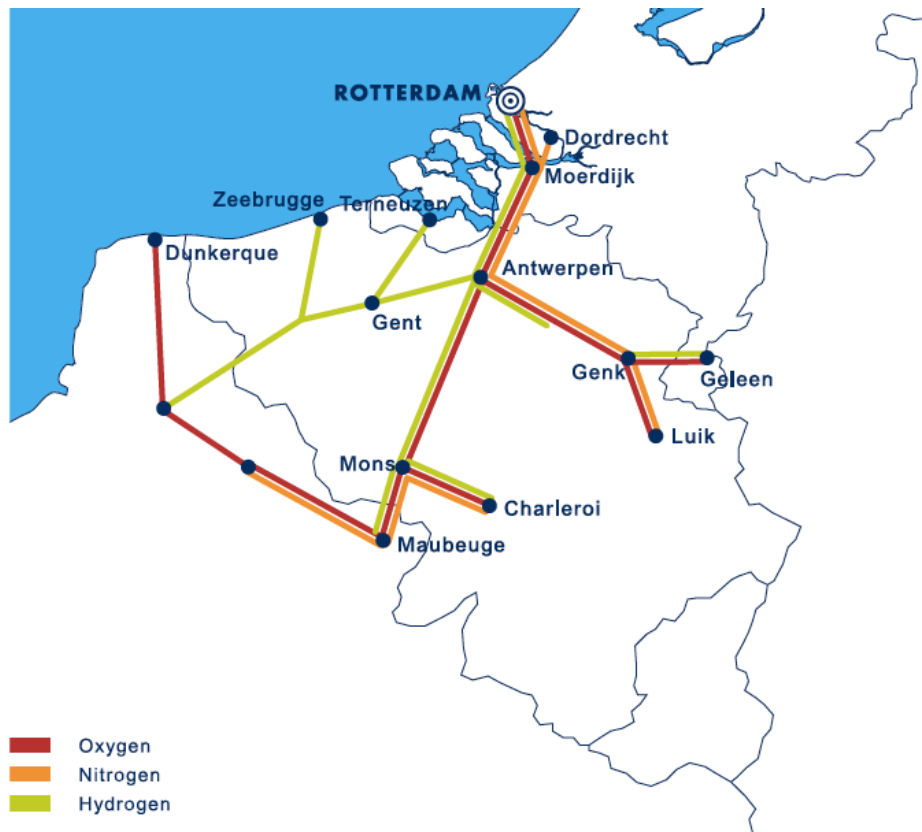 ROTTERDAM
Dordrecht
Moerdijk
Zeebrugge
Terneuzen
Dunkerque
Antwerpen
Gent
Genk
Geleen
Luik
Mons
Charleroi
Maubeuge
Oxygen
Nitrogen
Hydrogen